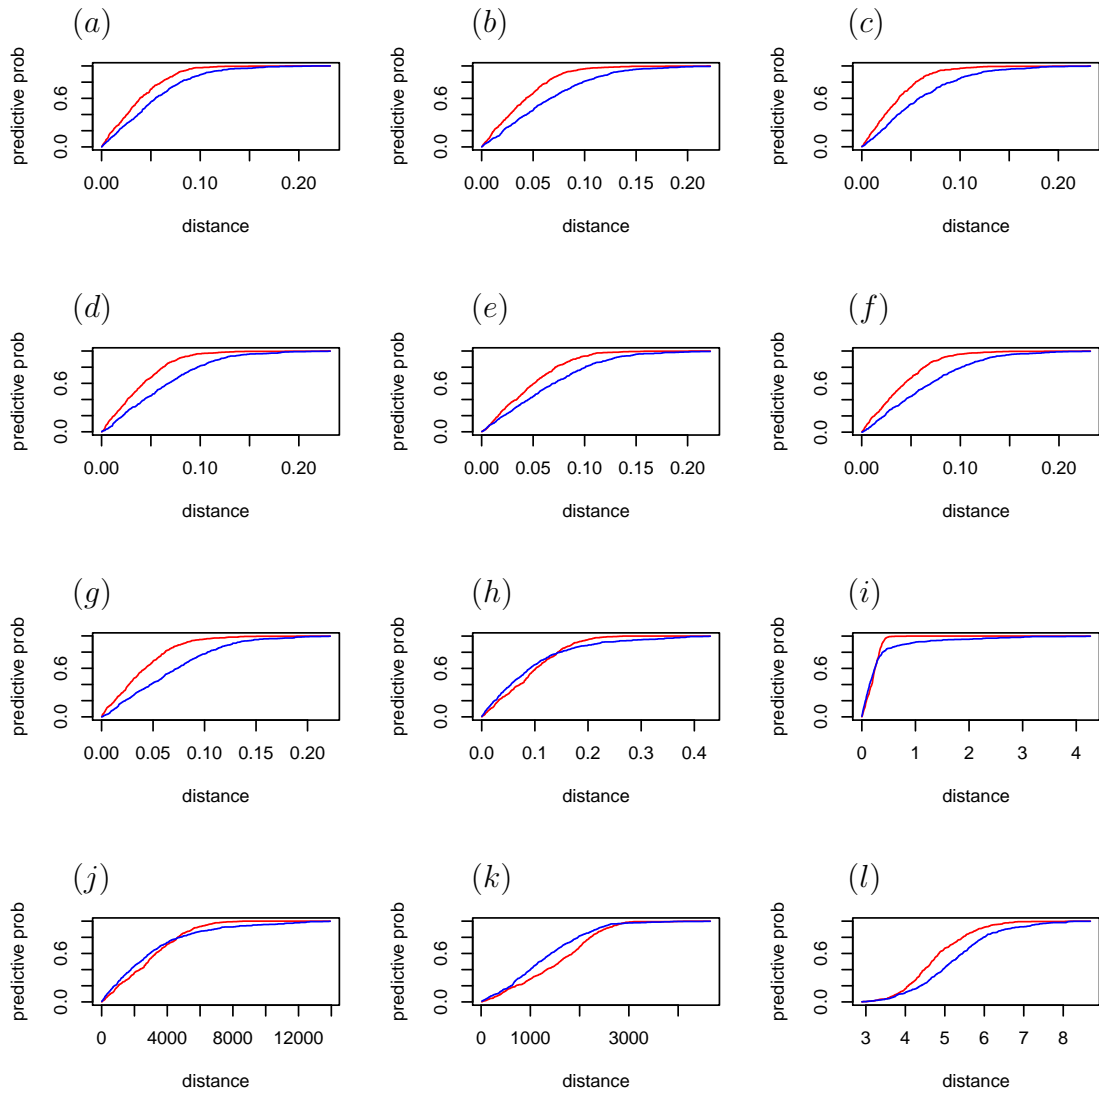 (a) (b) (c)
predictive prob 0.0 0.6 predictive prob 0.0 0.6 predictive prob 0.0 0.6
0.00 0.10 0.20 0.00 0.05 0.10 0.15 0.20 0.00 0.10 0.20
distance distance distance
(d) (e) (f)
predictive prob 0.0 0.6 predictive prob 0.0 0.6 predictive prob 0.0 0.6
0.00 0.10 0.20 0.00 0.05 0.10 0.15 0.20 0.00 0.10 0.20
distance distance distance
(g) (h) (i)
predictive prob 0.0 0.6 predictive prob 0.0 0.6 predictive prob 0.0 0.6
0.00 0.05 0.10 0.15 0.20 0.0 0.1 0.2 0.3 0.4 0 1 2 3 4
distance distance distance
(j) (k) (l)
predictive prob 0.0 0.6 predictive prob 0.0 0.6 predictive prob 0.0 0.6
0 4000 8000 12000 0 1000 3000 3 4 5 6 7 8
distance distance distance